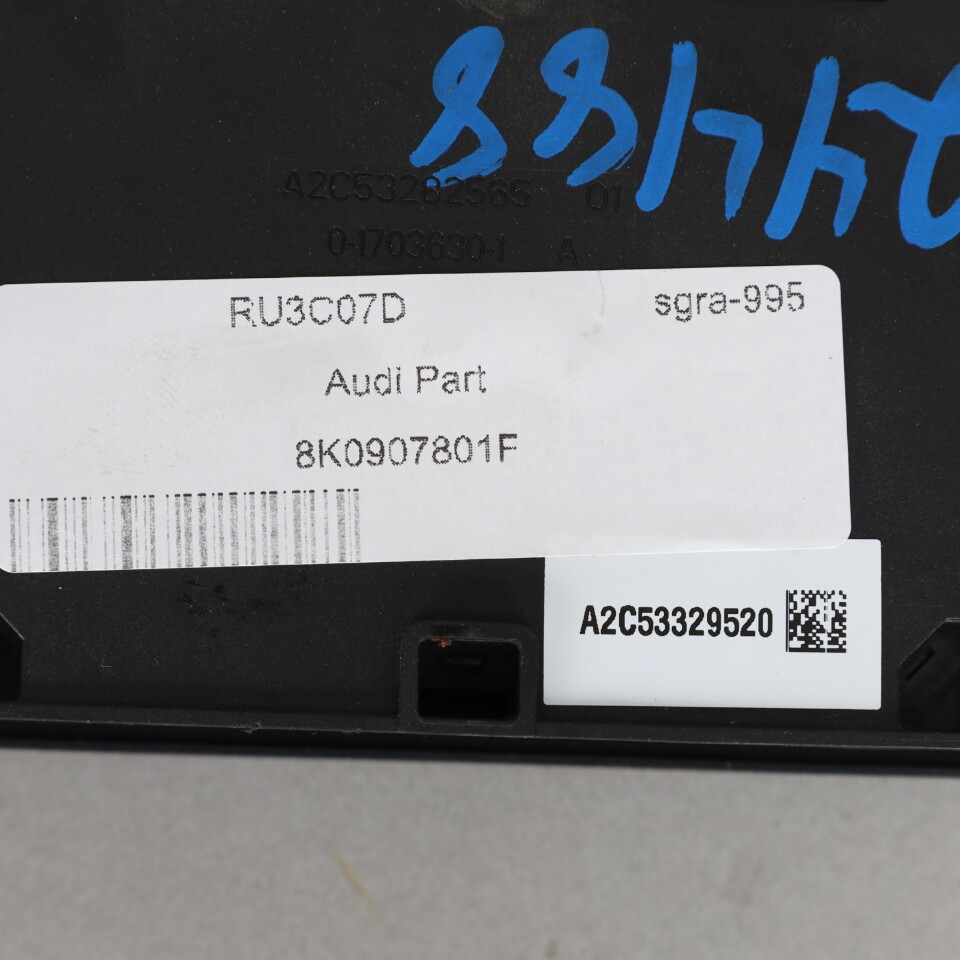 A2C53282565 01
0-1703630-1 A
RU3C07D sgra-995
Audi Part
8K0907801F
A2C53329520